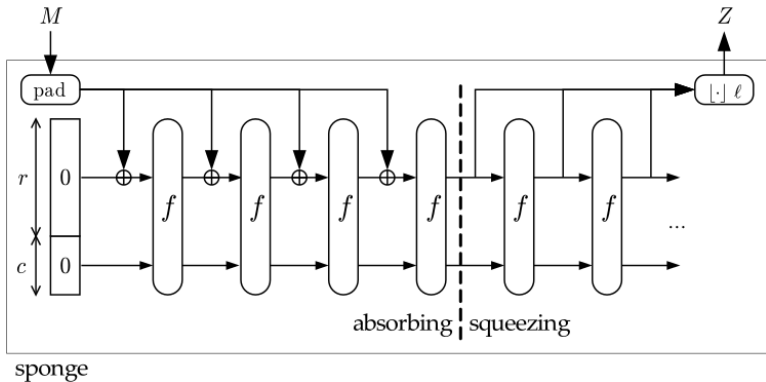 M Z
pad ⌊·⌋ ℓ
r 0 f f f f f f
c 0 ...
absorbing squeezing
sponge